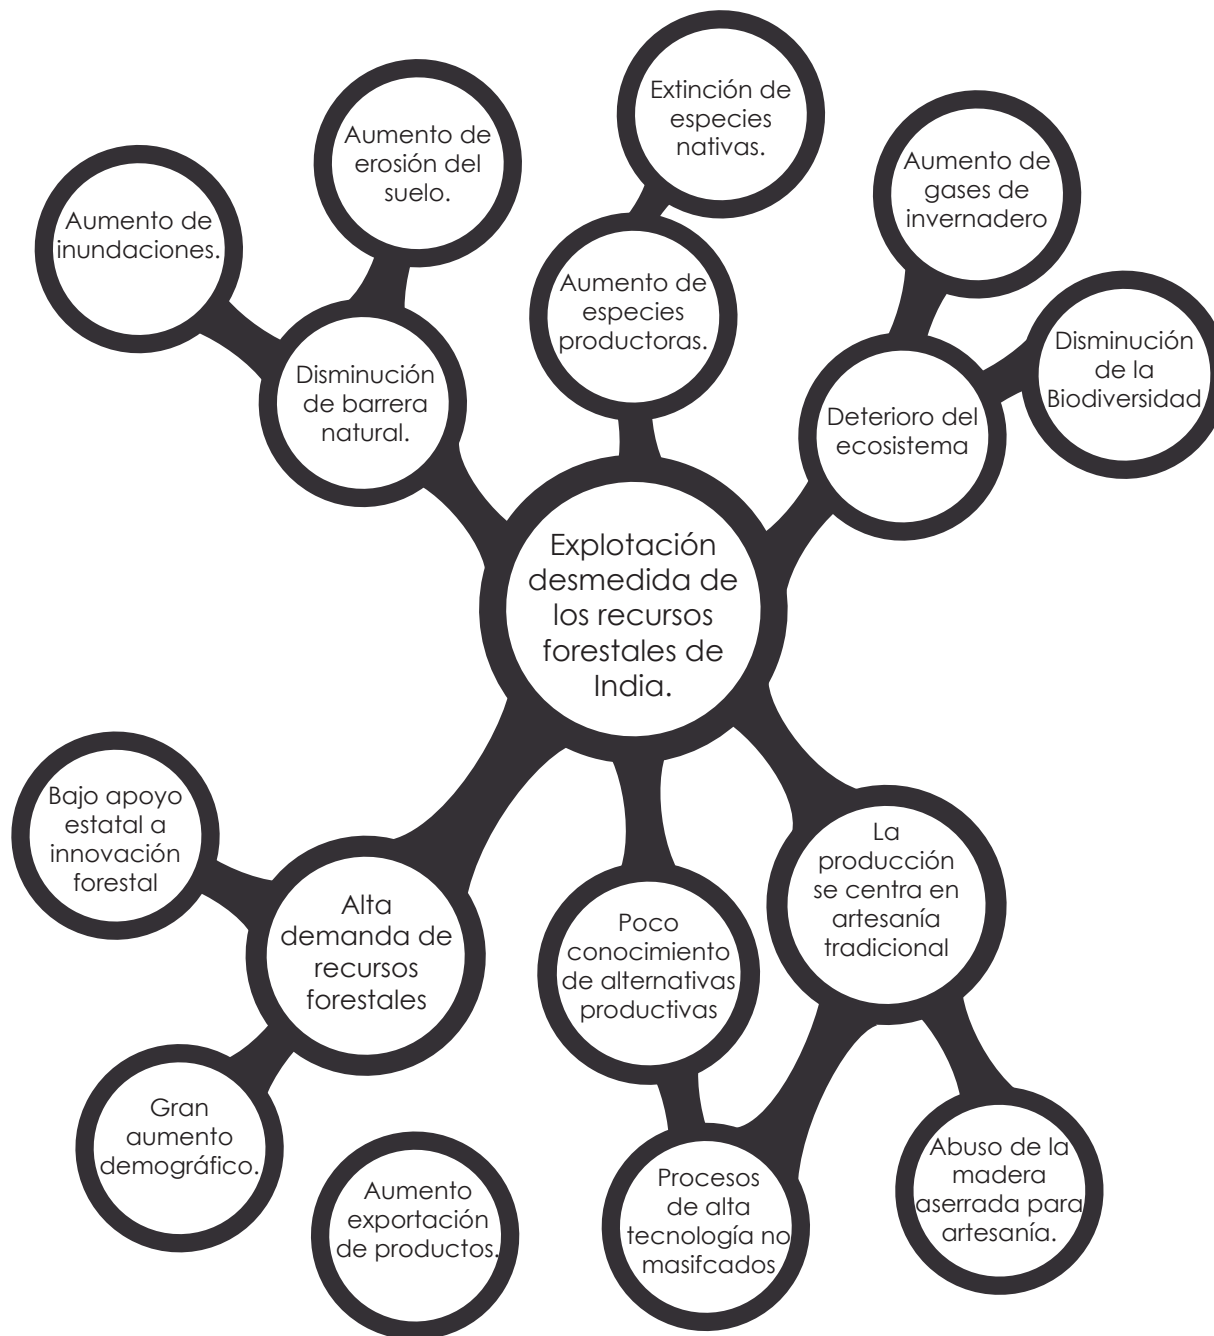 Extinción de
especies
nativas.
Aumento de
erosión del
suelo.
Aumento de
gases de
invernadero
Aumento de
inundaciones.
Aumento de
especies
productoras.
Disminución
de la
Biodiversidad
Disminución
de barrera
natural.
Deterioro del
ecosistema
Explotación
desmedida de
los recursos
forestales de
India.
Bajo apoyo
estatal a
innovación
forestal
Alta
demanda de
recursos
forestales
Poco
conocimiento
de alternativas
productivas
La
producción
se centra en
artesanía
tradicional
Gran
aumento
demográfico.
Aumento
exportación
de productos.
Procesos
de alta
tecnología no
masifcados
Abuso de la
madera
aserrada para
artesanía.